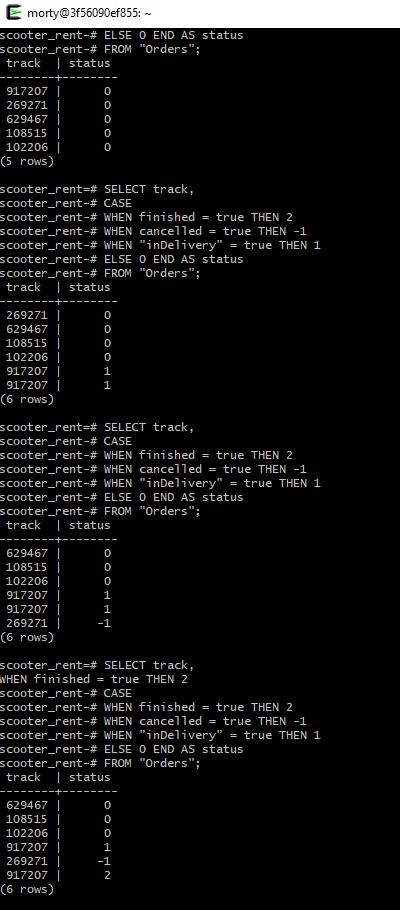 morty@3f56090ef855: ~
scooter_rent-# ELSE 0 END AS status
scooter_rent-# FROM "Orders";
 track  | status
--------+--------
 917207 |      0
 269271 |      0
 629467 |      0
 108515 |      0
 102206 |      0
(5 rows)

scooter_rent=# SELECT track,
scooter_rent-# CASE
scooter_rent-# WHEN finished = true THEN 2
scooter_rent-# WHEN cancelled = true THEN -1
scooter_rent-# WHEN "inDelivery" = true THEN 1
scooter_rent-# ELSE 0 END AS status
scooter_rent-# FROM "Orders";
 track  | status
--------+--------
 269271 |      0
 629467 |      0
 108515 |      0
 102206 |      0
 917207 |      1
 917207 |      1
(6 rows)

scooter_rent=# SELECT track,
scooter_rent-# CASE
scooter_rent-# WHEN finished = true THEN 2
scooter_rent-# WHEN cancelled = true THEN -1
scooter_rent-# WHEN "inDelivery" = true THEN 1
scooter_rent-# ELSE 0 END AS status
scooter_rent-# FROM "Orders";
 track  | status
--------+--------
 629467 |      0
 108515 |      0
 102206 |      0
 917207 |      1
 917207 |      1
 269271 |     -1
(6 rows)

scooter_rent=# SELECT track,
WHEN finished = true THEN 2
scooter_rent-# CASE
scooter_rent-# WHEN finished = true THEN 2
scooter_rent-# WHEN cancelled = true THEN -1
scooter_rent-# WHEN "inDelivery" = true THEN 1
scooter_rent-# ELSE 0 END AS status
scooter_rent-# FROM "Orders";
 track  | status
--------+--------
 629467 |      0
 108515 |      0
 102206 |      0
 917207 |      1
 269271 |     -1
 917207 |      2
(6 rows)